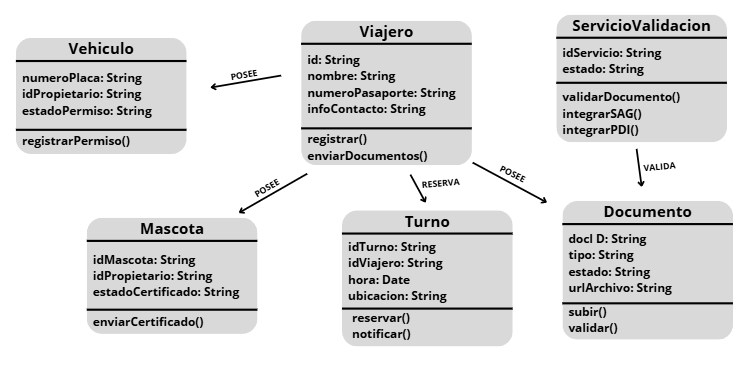 Vehiculo
numeroPlaca: String
idPropietario: String
estadoPermiso: String
registrarPermiso()
POSEE
Viajero
id: String
nombre: String
numeroPasaporte: String
infoContacto: String
registrar()
enviarDocumentos()
ServicioValidacion
idServicio: String
estado: String
validarDocumento()
integrarSAG()
integrarPDI()
POSEE
RESERVA
POSEE
VALIDA
Mascota
idMascota: String
idPropietario: String
estadoCertificado: String
enviarCertificado()
Turno
idTurno: String
idViajero: String
hora: Date
ubicacion: String
reservar()
notificar()
Documento
docI D: String
tipo: String
estado: String
urlArchivo: String
subir()
validar()